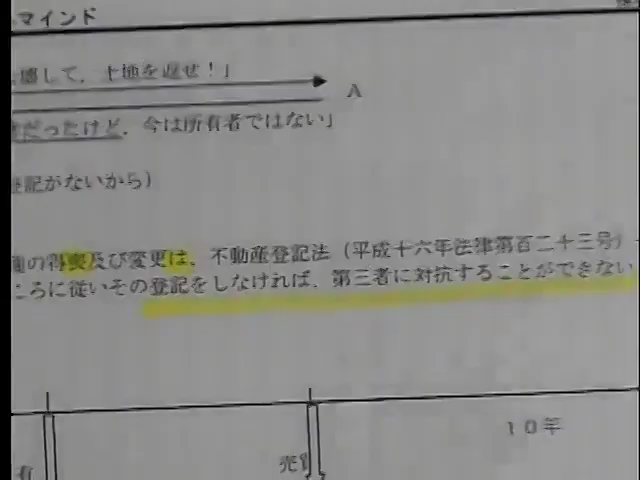 マインド
して、土地を返せ！」
A
だったけど、今は所有者ではない」
登記がないから）
の得喪及び変更は、不動産登記法（平成十六年法律第百二十三号）
ころに従いその登記をしなければ、第三者に対抗することができない
10年
有
売